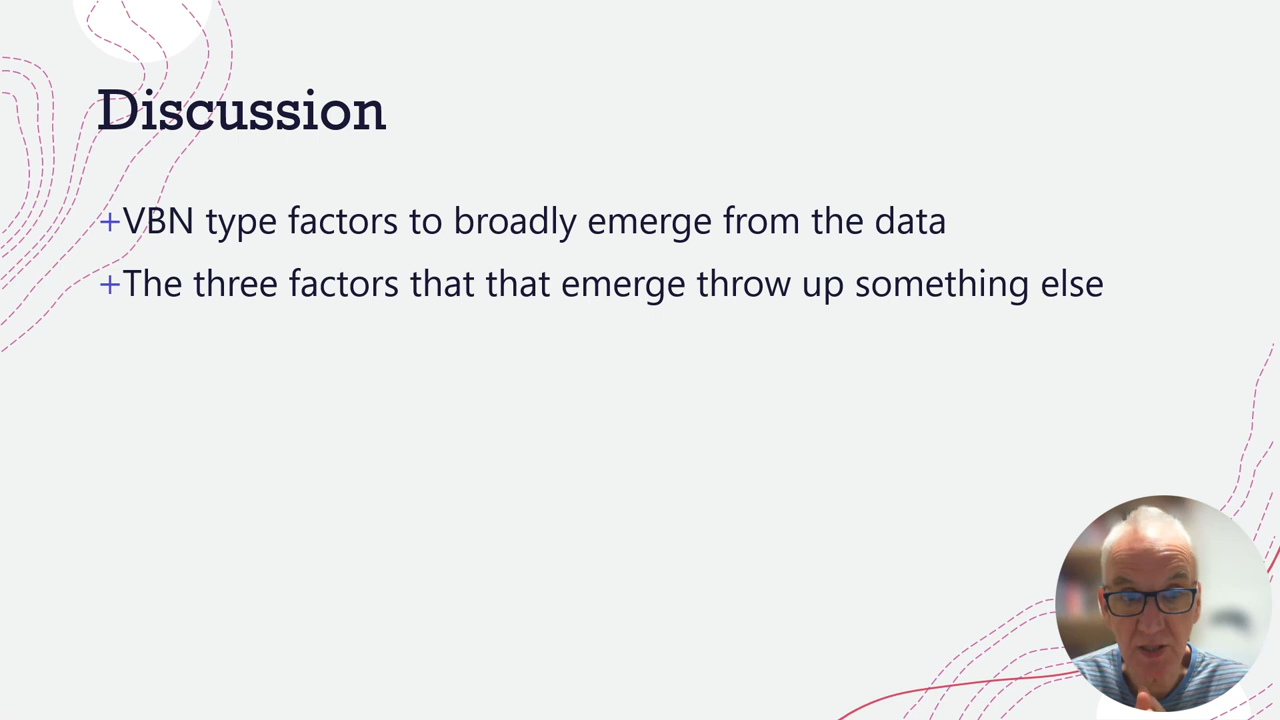 Discussion
+VBN type factors to broadly emerge from the data
+The three factors that that emerge throw up something else